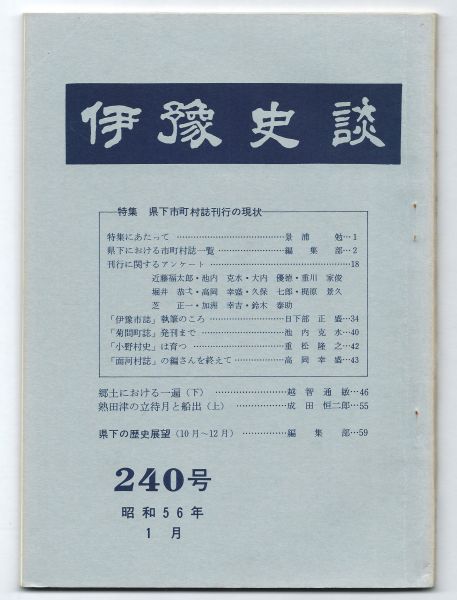 伊豫史談
特集 県下市町村誌刊行の現状
特集にあたって……………………………景浦 勉…1
県下における市町村誌一覧………………編集部…2
刊行に関するアンケート……………………………18
近藤福太郎・池内克水・大内優徳・重川家俊
堀井恭弌・高岡幸盛・久保七郎・梶原景久
芝 正一・加洲幸吉・鈴木泰助
「伊豫市誌」執筆のころ…………………日下部正盛…34
「菊間町誌」発刊まで……………………池内克水…40
「小野村史」は育つ………………………重松隆之…42
「面河村誌」の編さんを終えて…………高岡幸盛…43
郷土における一遍(下)…………………越智通敏…46
熟田津の立待月と船出(上)……………成田恒二郎…55
県下の歴史展望(10月~12月)……………編集部…59
240号
昭和56年
1月